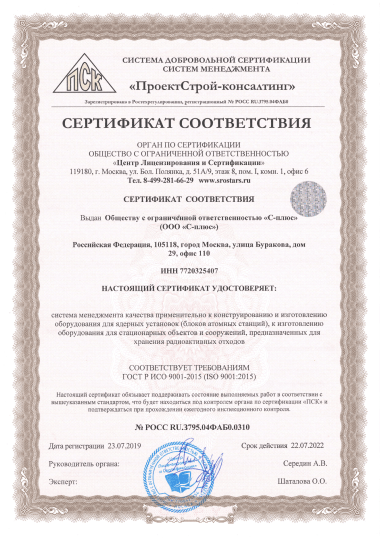 ПСК
СИСТЕМА ДОБРОВОЛЬНОЙ СЕРТИФИКАЦИИ
СИСТЕМ МЕНЕДЖМЕНТА
«ПроектСтрой-консалтинг»
Зарегистрировано в Росстехрегулировании, регистрационный № РОСС RU.3795.04ФАБ0
СЕРТИФИКАТ СООТВЕТСТВИЯ
ОРГАН ПО СЕРТИФИКАЦИИ
ОБЩЕСТВО С ОГРАНИЧЕННОЙ ОТВЕТСТВЕННОСТЬЮ
«Центр Лицензирования и Сертификации»
119180, г. Москва, ул. Бол. Полянка, д. 51А/9, этаж 8, пом. I, комн. 1, офис 6
Тел. 8-499-281-66-29 www.srostars.ru
СЕРТИФИКАТ СООТВЕТСТВИЯ
Выдан Обществу с ограниченной ответственностью «С-плюс»
(ООО «С-плюс»)
Российская Федерация, 105118, город Москва, улица Буракова, дом
29, офис 110
ИНН 7720325407
НАСТОЯЩИЙ СЕРТИФИКАТ УДОСТОВЕРЯЕТ:
система менеджмента качества применительно к конструированию и изготовлению
оборудования для ядерных установок (блоков атомных станций), к изготовлению
оборудования для стационарных объектов и сооружений, предназначенных для
хранения радиоактивных отходов
СООТВЕТСТВУЕТ ТРЕБОВАНИЯМ
ГОСТ Р ИСО 9001-2015 (ISO 9001:2015)
Настоящий сертификат обязывает поддерживать состояние выполняемых работ в соответствии с
вышеуказанным стандартом, что будет находиться под контролем органа по сертификации «ПСК» и
подтверждаться при прохождении ежегодного инспекционного контроля.
№ РОСС RU.3795.04ФАБ0.0310
Дата регистрации 23.07.2019 Срок действия 22.07.2022
Руководитель органа: Середин А.В.
Эксперт: Шаталова О.О.